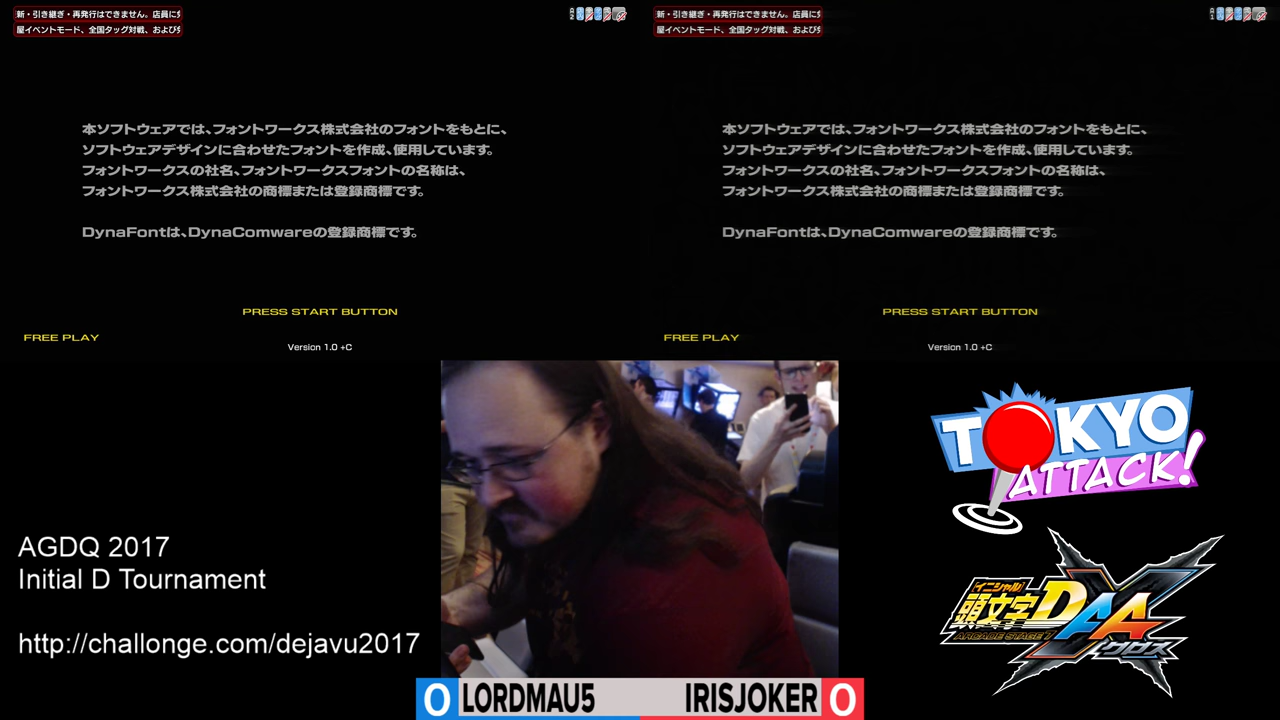 新・引き継ぎ・再発行はできません。店員に
屋イベントモード、全国タッグ対戦、および
本ソフトウェアでは、フォントワークス株式会社のフォントをもとに、
ソフトウェアデザインに合わせたフォントを作成、使用しています。
フォントワークスの社名、フォントワークスフォントの名称は、
フォントワークス株式会社の商標または登録商標です。
DynaFontは、DynaComwareの登録商標です。
PRESS START BUTTON
FREE PLAY
Version 1.0 +C
新・引き継ぎ・再発行はできません。店員に
屋イベントモード、全国タッグ対戦、および
本ソフトウェアでは、フォントワークス株式会社のフォントをもとに、
ソフトウェアデザインに合わせたフォントを作成、使用しています。
フォントワークスの社名、フォントワークスフォントの名称は、
フォントワークス株式会社の商標または登録商標です。
DynaFontは、DynaComwareの登録商標です。
PRESS START BUTTON
FREE PLAY
Version 1.0 +C
AGDQ 2017
Initial D Tournament
http://challonge.com/dejavu2017
TOKYO
ATTACK!
[イニシャル]
頭文字D
ARCADE STAGE 7
AA X
クロス
0 LORDMAU5
IRISJOKER 0